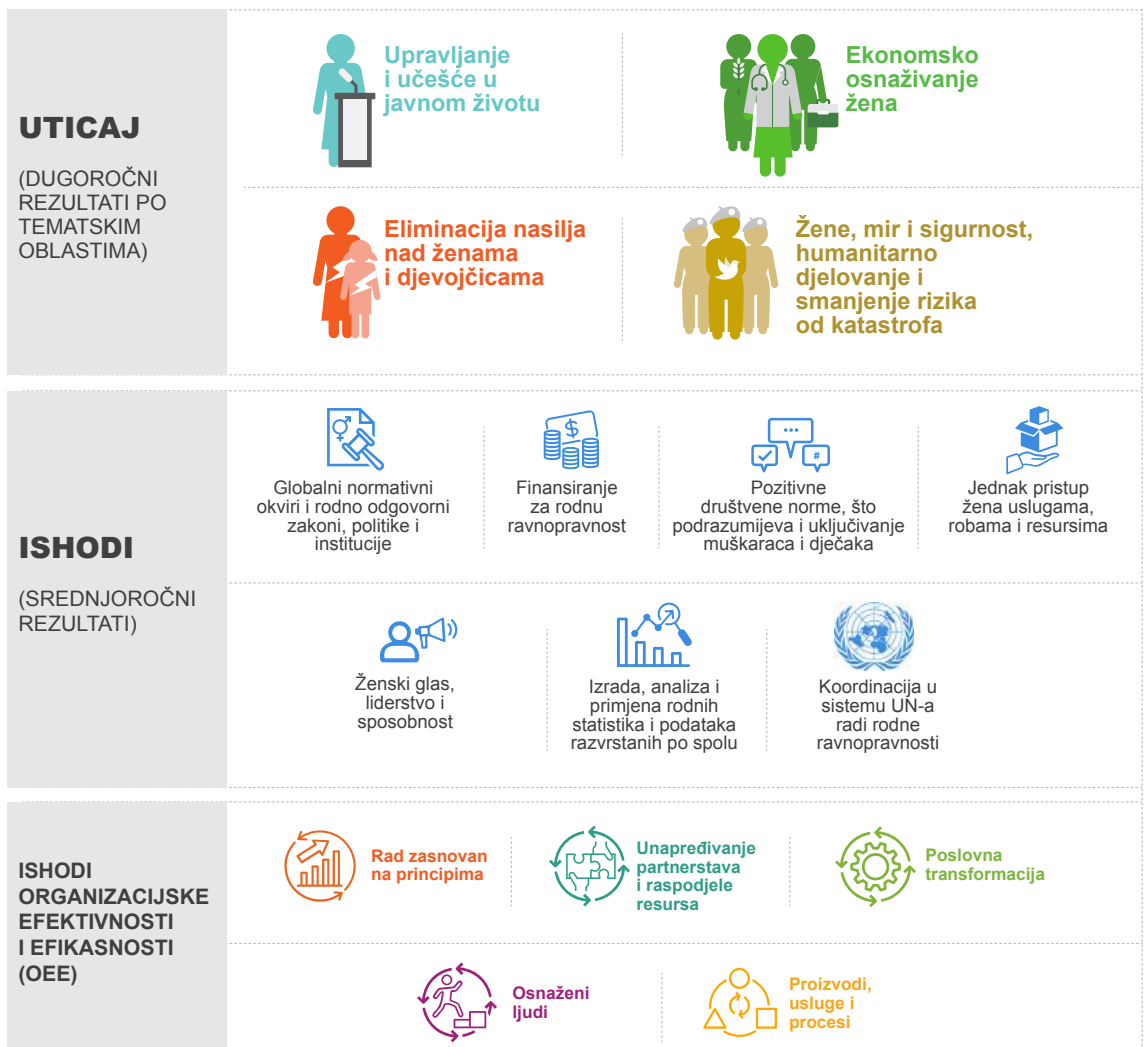 UTICAJ
(DUGOROČNI
REZULTATI PO
TEMATSKIM
OBLASTIMA)
Upravljanje
i učešće u
javnom životu
Ekonomsko
osnaživanje
žena
Eliminacija nasilja
nad ženama
i djevojčicama
Žene, mir i sigurnost,
humanitarno
djelovanje i
smanjenje rizika
od katastrofa
ISHODI
(SREDNJOROČNI
REZULTATI)
Globalni normativni
okviri i rodno odgovorni
zakoni, politike i
institucije
$
Finansiranje
za rodnu
ravnopravnost
#
Pozitivne
društvene norme, što
podrazumijeva i uključivanje
muškaraca i dječaka
Jednak pristup
žena uslugama,
robama i resursima
Ženski glas,
liderstvo i
sposobnost
Izrada, analiza i
primjena rodnih
statistika i podataka
razvrstanih po spolu
Koordinacija u
sistemu UN-a
radi rodne
ravnopravnosti
ISHODI
ORGANIZACIJSKE
EFEKTIVNOSTI
I EFIKASNOSTI
(OEE)
Rad zasnovan
na principima
Unapređivanje
partnerstava
i raspodjele
resursa
Poslovna
transformacija
Osnaženi
ljudi
Proizvodi,
usluge i
procesi